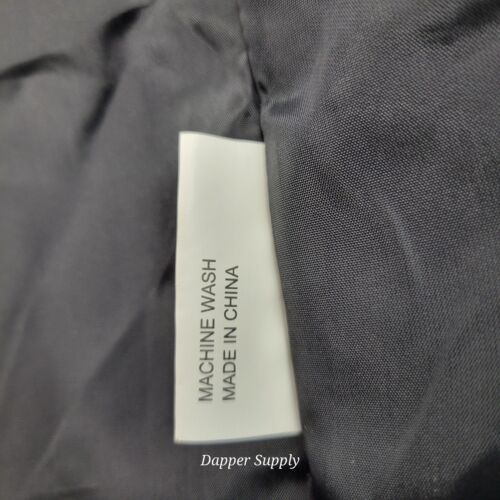 MACHINE WASH
MADE IN CHINA
Dapper Supply